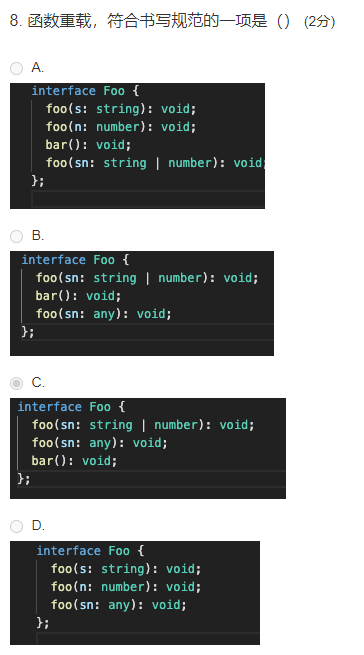 8. 函数重载，符合书写规范的一项是（） (2分)
A.
interface Foo {
foo(s: string): void;
foo(n: number): void;
bar(): void;
foo(sn: string | number): void;
};
B.
interface Foo {
foo(sn: string | number): void;
bar(): void;
foo(sn: any): void;
};
C.
interface Foo {
foo(sn: string | number): void;
foo(sn: any): void;
bar(): void;
};
D.
interface Foo {
foo(s: string): void;
foo(n: number): void;
foo(sn: any): void;
};